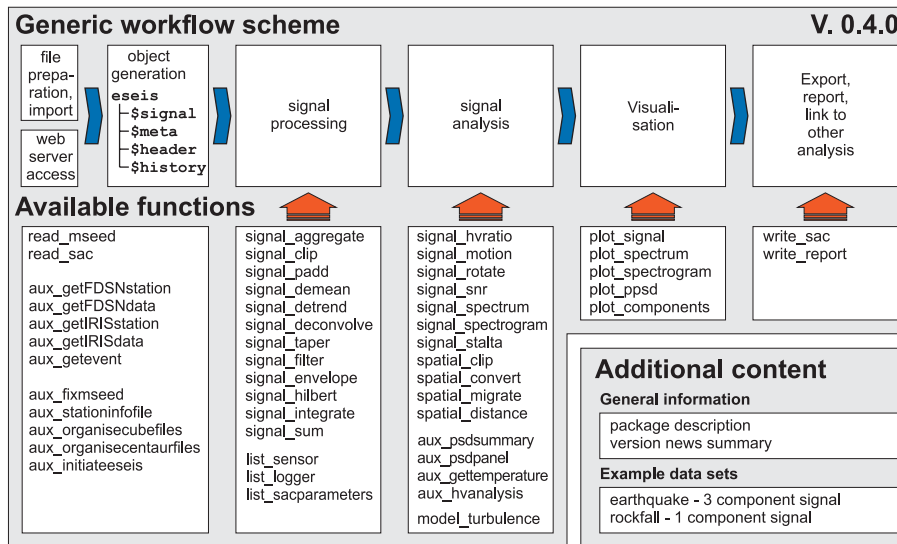 Generic workflow scheme
V. 0.4.0
file
prepa-
ration,
import
web
server
access
object
generation
eseis
$signal
$meta
$header
$history
signal
processing
signal
analysis
Visuali-
sation
Export,
report,
link to
other
analysis
Available functions
read_mseed
read_sac
aux_getFDSNstation
aux_getFDSNdata
aux_getIRISstation
aux_getIRISdata
aux_getevent
aux_fixmseed
aux_stationinfofile
aux_organisecubefiles
aux_organisecentaurfiles
aux_initiateeseis
signal_aggregate
signal_clip
signal_padd
signal_demean
signal_detrend
signal_deconvolve
signal_taper
signal_filter
signal_envelope
signal_hilbert
signal_integrate
signal_sum
list_sensor
list_logger
list_sacparameters
signal_hvratio
signal_motion
signal_rotate
signal_snr
signal_spectrum
signal_spectrogram
signal_stalta
spatial_clip
spatial_convert
spatial_migrate
spatial_distance
aux_psdsummary
aux_psdpanel
aux_gettemperature
aux_hvanalysis
model_turbulence
plot_signal
plot_spectrum
plot_spectrogram
plot_ppsd
plot_components
write_sac
write_report
Additional content
General information
package description
version news summary
Example data sets
earthquake - 3 component signal
rockfall - 1 component signal